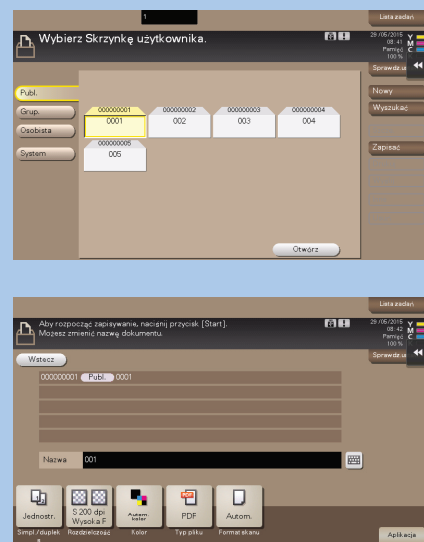 1
Lista zadań
Wybierz Skrzynkę użytkownika.
29/05/2015
08:41
Pamięć
100 %
Y
M
C
Sprawdz.u
Publ.
Grup.
Osobista
System
000000001
0001
000000002
002
000000003
003
000000004
004
000000005
005
Nowy
Wyszukać
Zapisać
Otwórz
Lista zadań
Aby rozpocząć zapisywanie, naciśnij przycisk [Start].
Możesz zmienić nazwę dokumentu.
29/05/2015
08:42
Pamięć
100 %
Y
M
C
Sprawdz.u
Wstecz
000000001 Publ. 0001
Nazwa 001
Jednostr.
Simpl./duplek
S 200 dpi
Wysoka F
Rozdzielczość
Autom.
kolor
Kolor
PDF
Typ pliku
Autom.
Format skanu
Aplikacja